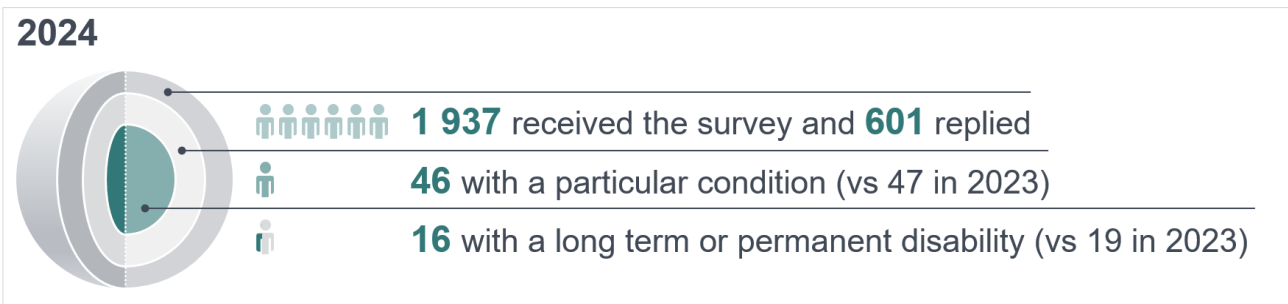 2024
1 937 received the survey and 601 replied
46 with a particular condition (vs 47 in 2023)
16 with a long term or permanent disability (vs 19 in 2023)